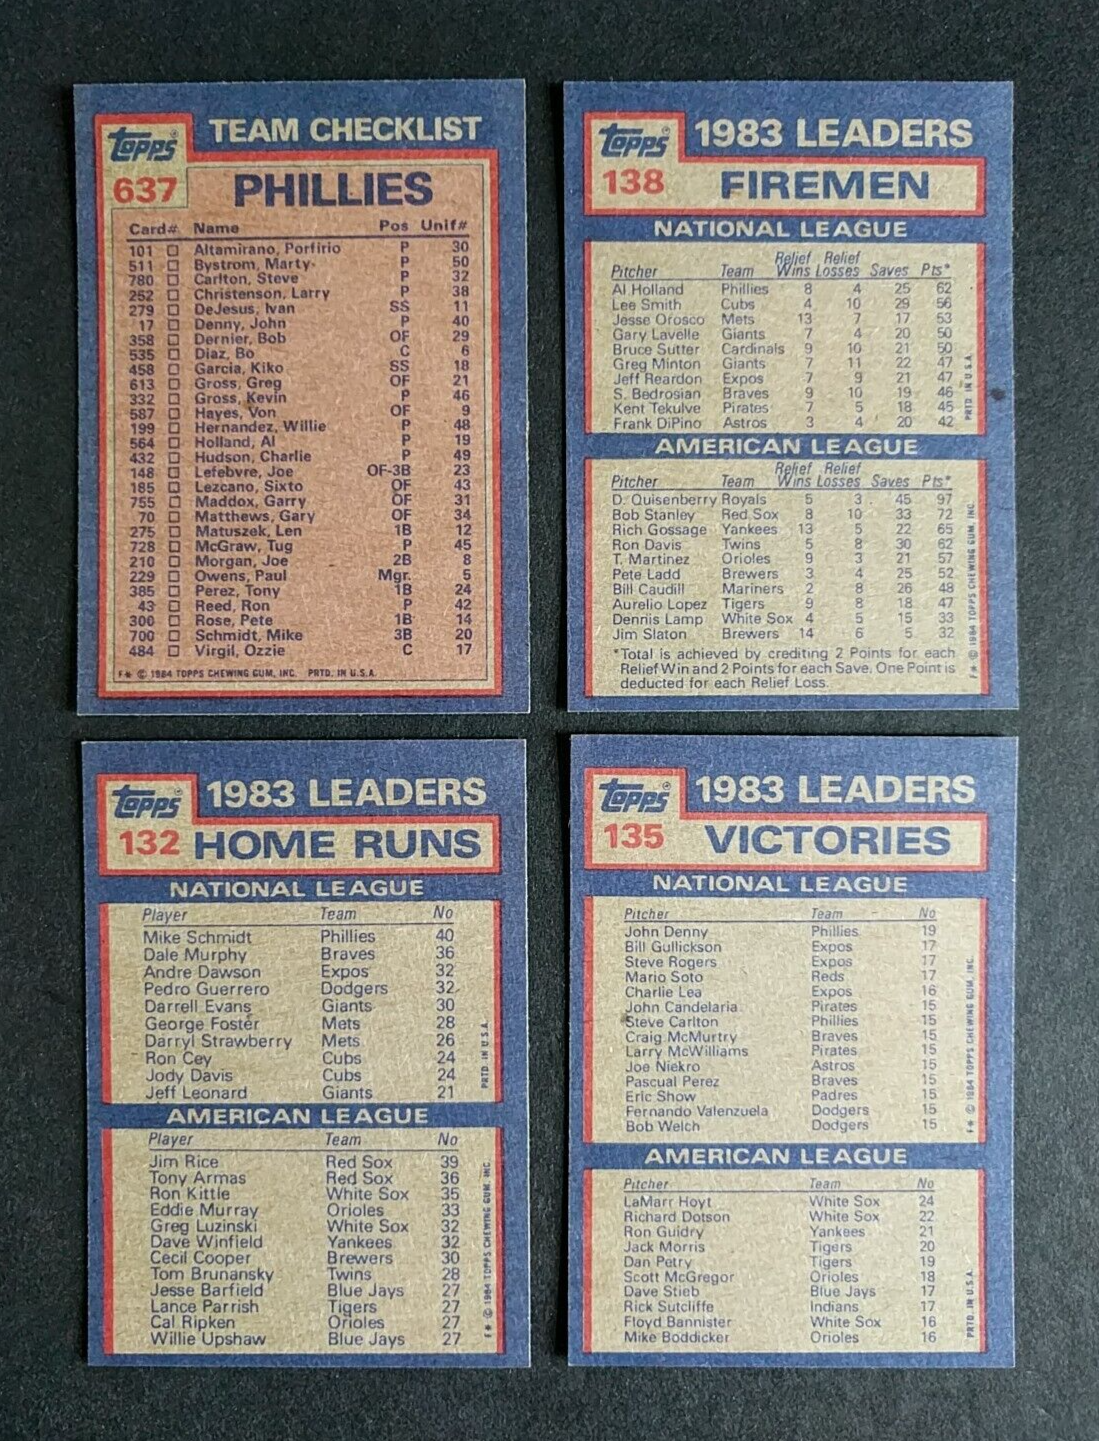 Topps
TEAM CHECKLIST
637 PHILLIES
Card# Name Pos Unif#
101 Altamirano, Porfirio P 30
511 Bystrom, Marty P 50
780 Carlton, Steve P 32
252 Christenson, Larry P 38
279 DeJesus, Ivan SS 11
17 Denny, John P 40
358 Dernier, Bob OF 29
535 Diaz, Bo C 6
458 Garcia, Kiko SS 18
613 Gross, Greg OF 21
332 Gross, Kevin P 46
587 Hayes, Von OF 9
199 Hernandez, Willie P 48
564 Holland, Al P 19
432 Hudson, Charlie P 49
148 Lefebvre, Joe OF-3B 23
185 Lezcano, Sixto OF 43
755 Maddox, Garry OF 31
70 Matthews, Gary OF 34
275 Matuszek, Len 1B 12
728 McGraw, Tug P 45
210 Morgan, Joe 2B 8
229 Owens, Paul Mgr. 5
385 Perez, Tony 1B 24
43 Reed, Ron P 42
300 Rose, Pete 1B 14
700 Schmidt, Mike 3B 20
484 Virgil, Ozzie C 17
F* © 1984 TOPPS CHEWING GUM, INC. PRTD. IN U.S.A.
Topps
1983 LEADERS
138 FIREMEN
NATIONAL LEAGUE
Pitcher Team Relief Wins Relief Losses Saves Pts*
Al Holland Phillies 8 4 25 62
Lee Smith Cubs 4 10 29 56
Jesse Orosco Mets 13 7 17 53
Gary Lavelle Giants 7 4 20 50
Bruce Sutter Cardinals 9 10 21 50
Greg Minton Giants 7 11 22 47
Jeff Reardon Expos 7 9 21 47
S. Bedrosian Braves 9 10 19 46
Kent Tekulve Pirates 7 5 18 45
Frank DiPino Astros 3 4 20 42
PRTD. IN U.S.A.
AMERICAN LEAGUE
Pitcher Team Relief Wins Relief Losses Saves Pts*
D. Quisenberry Royals 5 3 45 97
Bob Stanley Red Sox 8 10 33 72
Rich Gossage Yankees 13 5 22 65
Ron Davis Twins 5 8 30 62
T. Martinez Orioles 9 3 21 57
Pete Ladd Brewers 3 4 25 52
Bill Caudill Mariners 2 8 26 48
Aurelio Lopez Tigers 9 8 18 47
Dennis Lamp White Sox 4 5 15 33
Jim Slaton Brewers 14 6 5 32
*Total is achieved by crediting 2 Points for each
Relief Win and 2 Points for each Save. One Point is
deducted for each Relief Loss.
F* © 1984 TOPPS CHEWING GUM, INC.
Topps
1983 LEADERS
132 HOME RUNS
NATIONAL LEAGUE
Player Team No
Mike Schmidt Phillies 40
Dale Murphy Braves 36
Andre Dawson Expos 32
Pedro Guerrero Dodgers 32
Darrell Evans Giants 30
George Foster Mets 28
Darryl Strawberry Mets 26
Ron Cey Cubs 24
Jody Davis Cubs 24
Jeff Leonard Giants 21
PRTD. IN U.S.A.
AMERICAN LEAGUE
Player Team No
Jim Rice Red Sox 39
Tony Armas Red Sox 36
Ron Kittle White Sox 35
Eddie Murray Orioles 33
Greg Luzinski White Sox 32
Dave Winfield Yankees 32
Cecil Cooper Brewers 30
Tom Brunansky Twins 28
Jesse Barfield Blue Jays 27
Lance Parrish Tigers 27
Cal Ripken Orioles 27
Willie Upshaw Blue Jays 27
F* © 1984 TOPPS CHEWING GUM, INC.
Topps
1983 LEADERS
135 VICTORIES
NATIONAL LEAGUE
Pitcher Team No
John Denny Phillies 19
Bill Gullickson Expos 17
Steve Rogers Expos 17
Mario Soto Reds 17
Charlie Lea Expos 16
John Candelaria Pirates 15
Steve Carlton Phillies 15
Craig McMurtry Braves 15
Larry McWilliams Pirates 15
Joe Niekro Astros 15
Pascual Perez Braves 15
Eric Show Padres 15
Fernando Valenzuela Dodgers 15
Bob Welch Dodgers 15
F* © 1984 TOPPS CHEWING GUM, INC.
AMERICAN LEAGUE
Pitcher Team No
LaMarr Hoyt White Sox 24
Richard Dotson White Sox 22
Ron Guidry Yankees 21
Jack Morris Tigers 20
Dan Petry Tigers 19
Scott McGregor Orioles 18
Dave Stieb Blue Jays 17
Rick Sutcliffe Indians 17
Floyd Bannister White Sox 16
Mike Boddicker Orioles 16
PRTD. IN U.S.A.